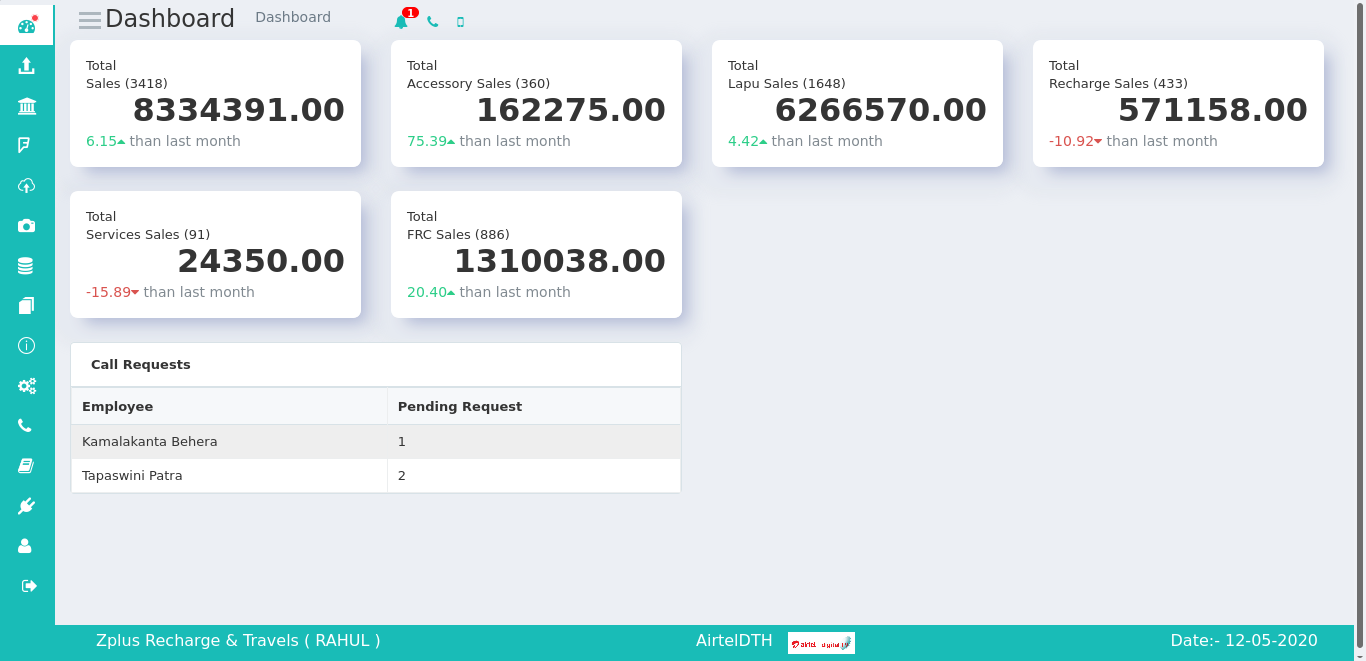 Dashboard Dashboard 1
Total
Sales (3418)
8334391.00
6.15 than last month
Total
Accessory Sales (360)
162275.00
75.39 than last month
Total
Lapu Sales (1648)
6266570.00
4.42 than last month
Total
Recharge Sales (433)
571158.00
-10.92 than last month
Total
Services Sales (91)
24350.00
-15.89 than last month
Total
FRC Sales (886)
1310038.00
20.40 than last month
Call Requests
Employee Pending Request
Kamalakanta Behera 1
Tapaswini Patra 2
Zplus Recharge & Travels ( RAHUL ) AirtelDTH airtel digital tv Date:- 12-05-2020